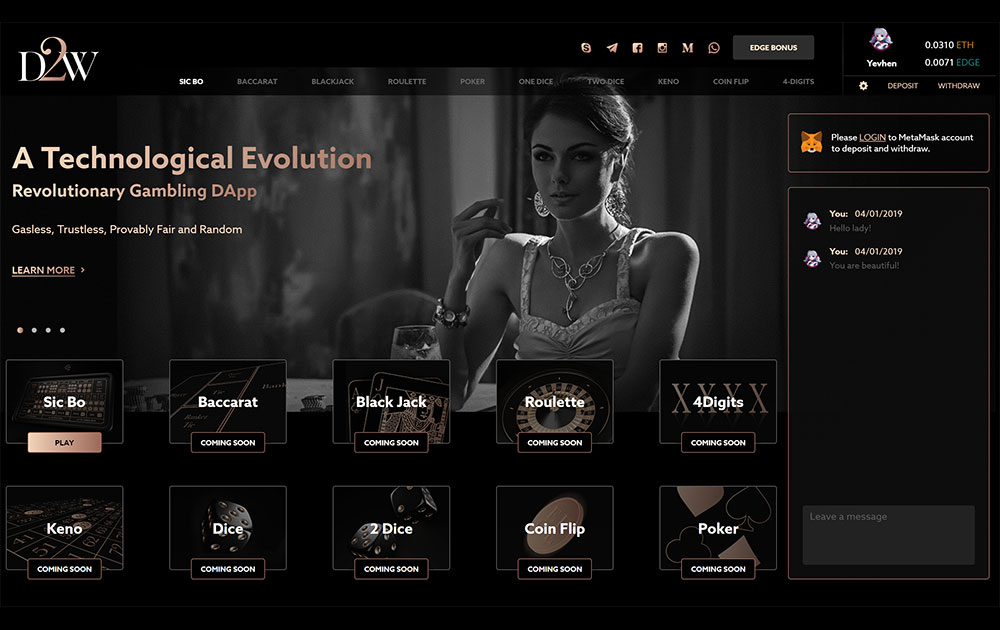 D2W
EDGE BONUS
Yevhen
0.0310 ETH
0.0071 EDGE
SIC BO
BACCARAT
BLACKJACK
ROULETTE
POKER
ONE DICE
TWO DICE
KENO
COIN FLIP
4-DIGITS
DEPOSIT
WITHDRAW
A Technological Evolution
Revolutionary Gambling DApp
Gasless, Trustless, Provably Fair and Random
LEARN MORE
Please LOGIN to MetaMask account
to deposit and withdraw.
You: 04/01/2019
Hello lady!
You: 04/01/2019
You are beautiful!
Leave a message
Sic Bo
PLAY
Baccarat
COMING SOON
Black Jack
COMING SOON
Roulette
COMING SOON
XXXX
4Digits
COMING SOON
Keno
COMING SOON
Dice
COMING SOON
2 Dice
COMING SOON
Coin Flip
COMING SOON
Poker
COMING SOON